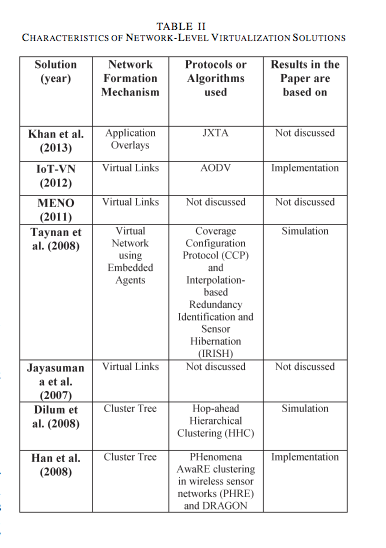 TABLE II
CHARACTERISTICS OF NETWORK-LEVEL VIRTUALIZATION SOLUTIONS
Solution (year)
Network Formation Mechanism
Protocols or Algorithms used
Results in the Paper are based on
Khan et al. (2013)
Application Overlays
JXTA
Not discussed
IoT-VN (2012)
Virtual Links
AODV
Implementation
MENO (2011)
Virtual Links
Not discussed
Not discussed
Taynan et al. (2008)
Virtual Network using Embedded Agents
Coverage Configuration Protocol (CCP) and Interpolation-based Redundancy Identification and Sensor Hibernation (IRISH)
Simulation
Jayasuman a et al. (2007)
Virtual Links
Not discussed
Not discussed
Dilum et al. (2008)
Cluster Tree
Hop-ahead Hierarchical Clustering (HHC)
Simulation
Han et al. (2008)
Cluster Tree
PHenomena AwaRE clustering in wireless sensor networks (PHRE) and DRAGON
Implementation